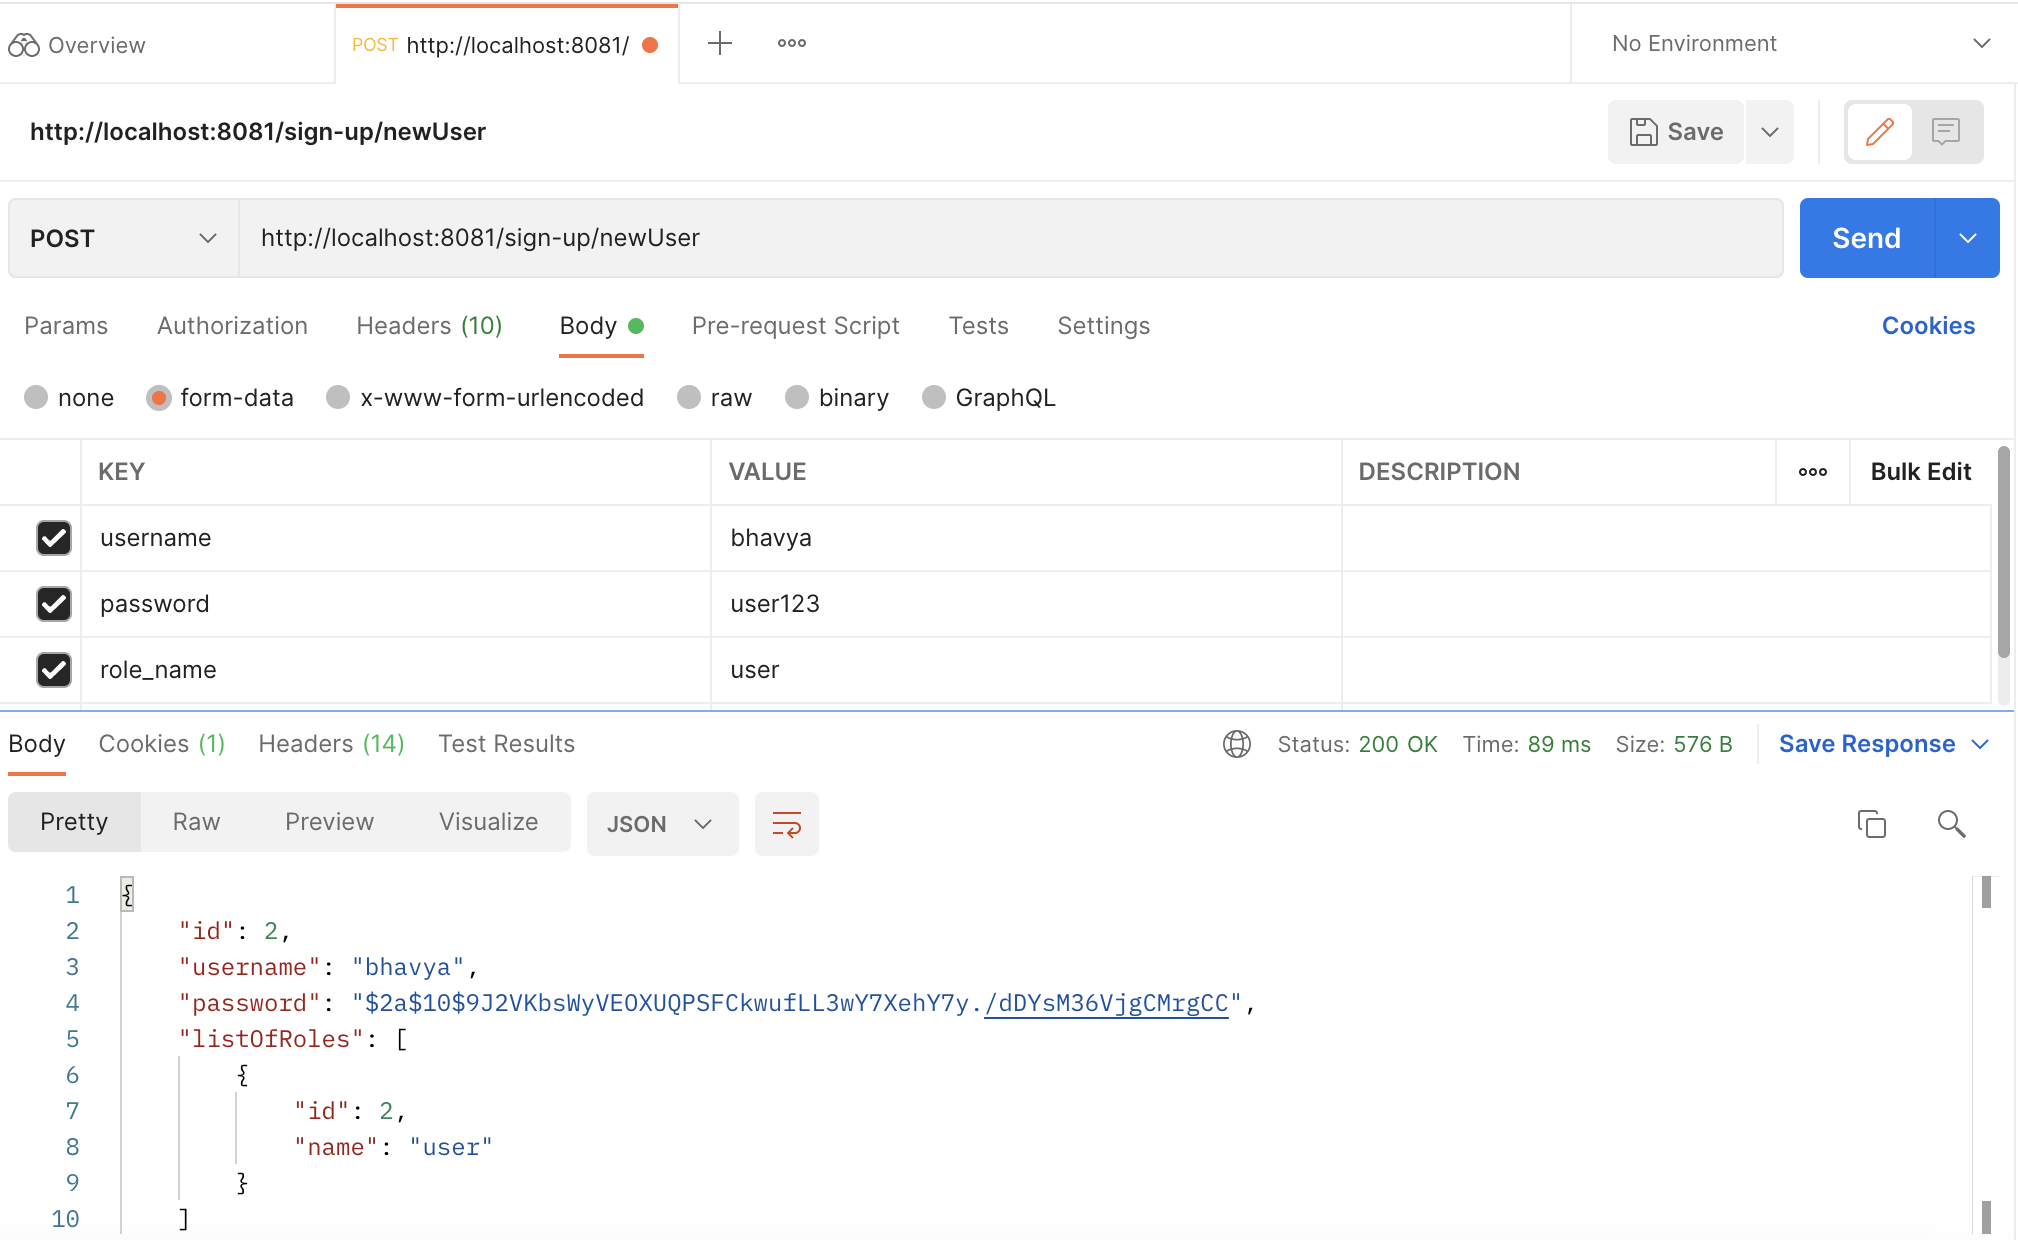 Overview
POST http://localhost:8081/
No Environment
http://localhost:8081/sign-up/newUser
Save
POST
http://localhost:8081/sign-up/newUser
Send
Params Authorization Headers (10) Body Pre-request Script Tests Settings Cookies
none form-data x-www-form-urlencoded raw binary GraphQL
KEY VALUE DESCRIPTION Bulk Edit
username bhavya
password user123
role_name user
Body Cookies (1) Headers (14) Test Results Status: 200 OK Time: 89 ms Size: 576 B Save Response
Pretty Raw Preview Visualize JSON
1 {
2 "id": 2,
3 "username": "bhavya",
4 "password": "$2a$10$9J2VKbsWyVEOXUQPSFCkwufLL3wY7XehY7y./dDYsM36VjgCMrgCC",
5 "listOfRoles": [
6 {
7 "id": 2,
8 "name": "user"
9 }
10 ]